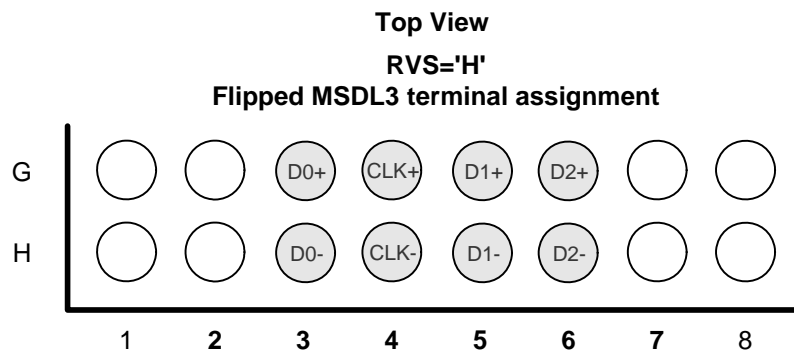 Top View
RVS='H'
Flipped MSDL3 terminal assignment
G D0+ CLK+ D1+ D2+
H D0- CLK- D1- D2-
1 2 3 4 5 6 7 8